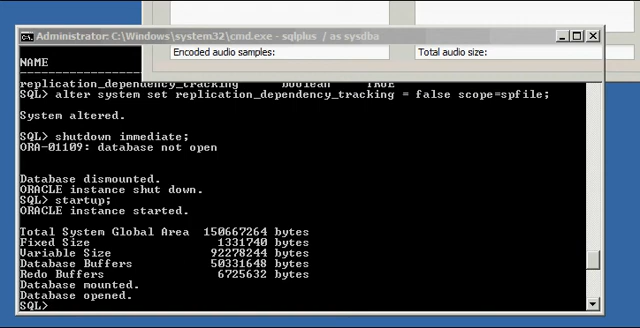 Administrator: C:\Windows\system32\cmd.exe - sqlplus / as sysdba
Encoded audio samples:
Total audio size:
NAME
replication_dependency_tracking boolean TRUE
SQL> alter system set replication_dependency_tracking = false scope=spfile;
System altered.
SQL> shutdown immediate;
ORA-01109: database not open
Database dismounted.
ORACLE instance shut down.
SQL> startup;
ORACLE instance started.
Total System Global Area 150667264 bytes
Fixed Size 1331740 bytes
Variable Size 92278244 bytes
Database Buffers 50331648 bytes
Redo Buffers 6725632 bytes
Database mounted.
Database opened.
SQL>